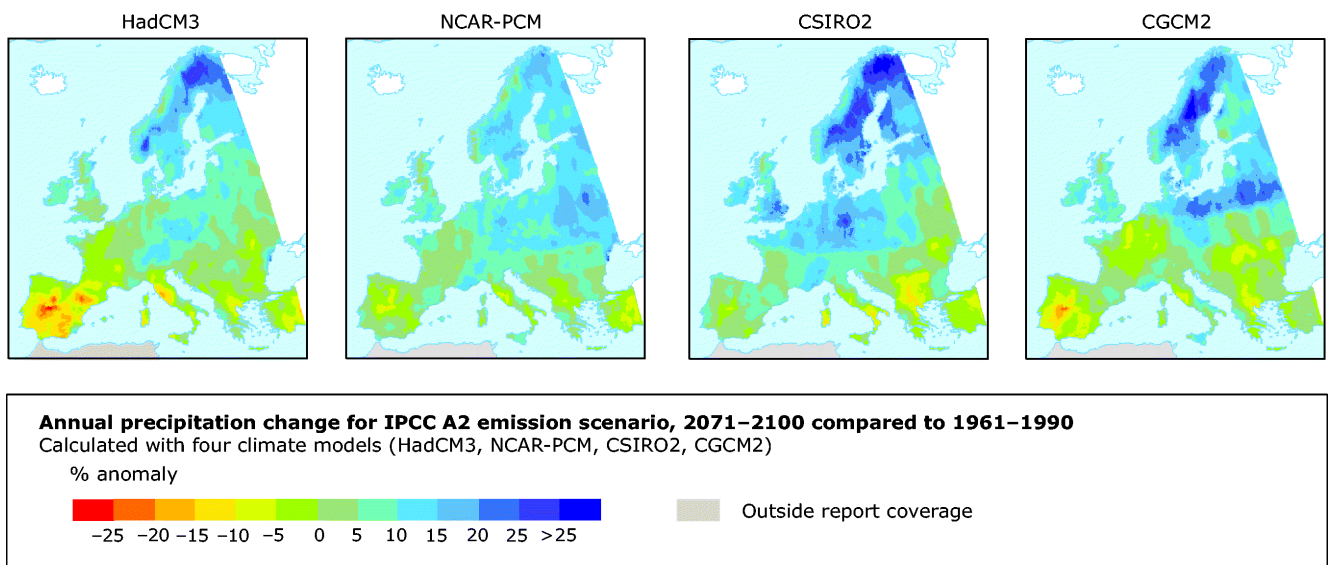 HadCM3 NCAR-PCM CSIRO2 CGCM2
Annual precipitation change for IPCC A2 emission scenario, 2071–2100 compared to 1961–1990
Calculated with four climate models (HadCM3, NCAR-PCM, CSIRO2, CGCM2)
% anomaly
–25 –20 –15 –10 –5 0 5 10 15 20 25 >25
Outside report coverage